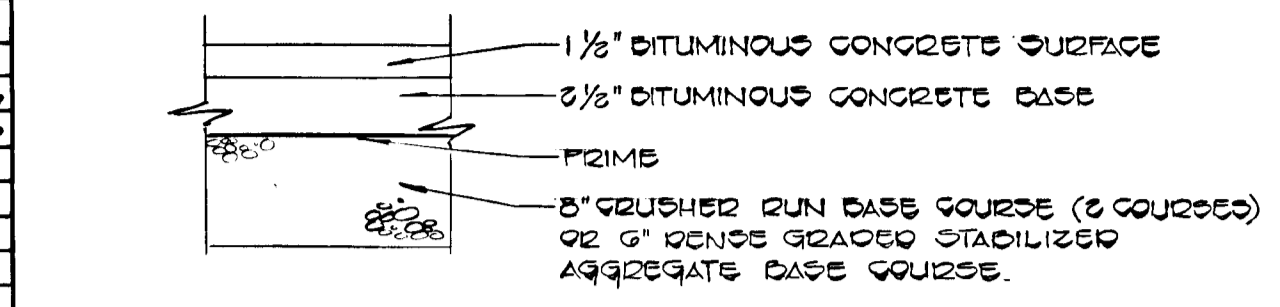 1 1/2" BITUMINOUS CONCRETE SURFACE
2 1/2" BITUMINOUS CONCRETE BASE
PRIME
8" CRUSHER RUN BASE COURSE (2 COURSES)
OR 6" DENSE GRADED STABILIZED
AGGREGATE BASE COURSE.